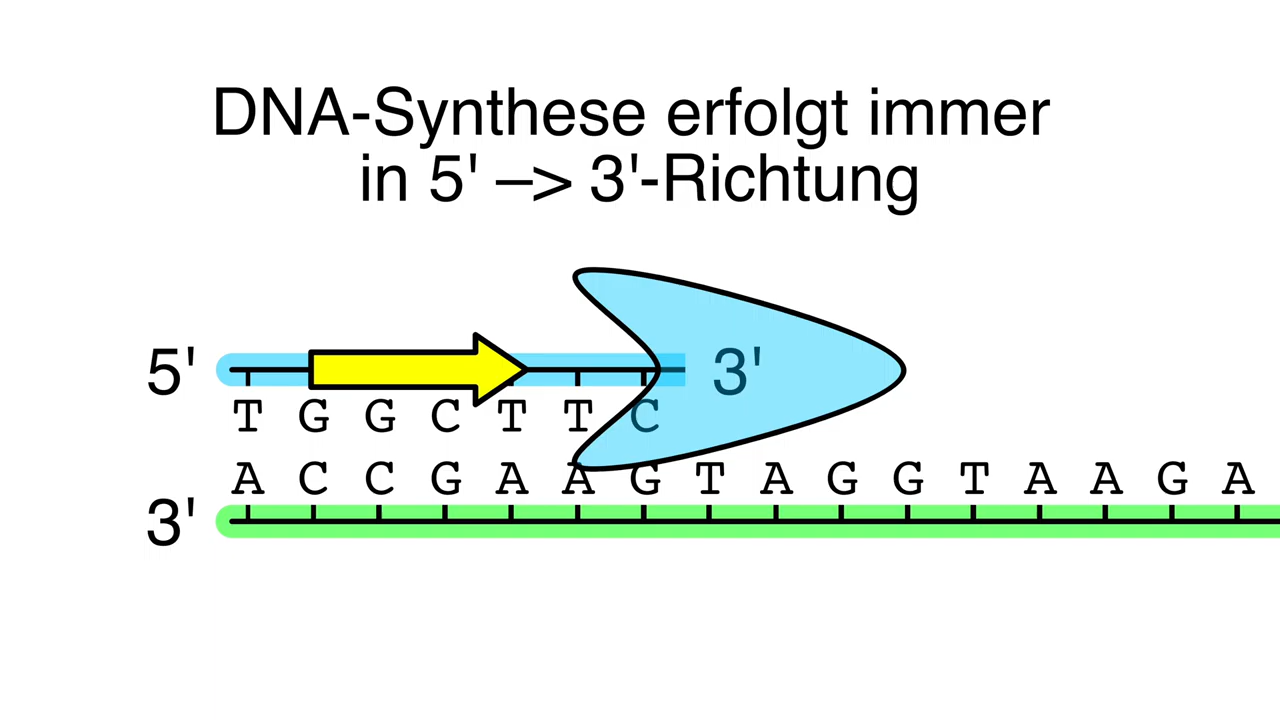 DNA-Synthese erfolgt immer
in 5' –> 3'-Richtung
5' 3'
T G G C T T C
A C C G A A G T A G G T A A G A
3'